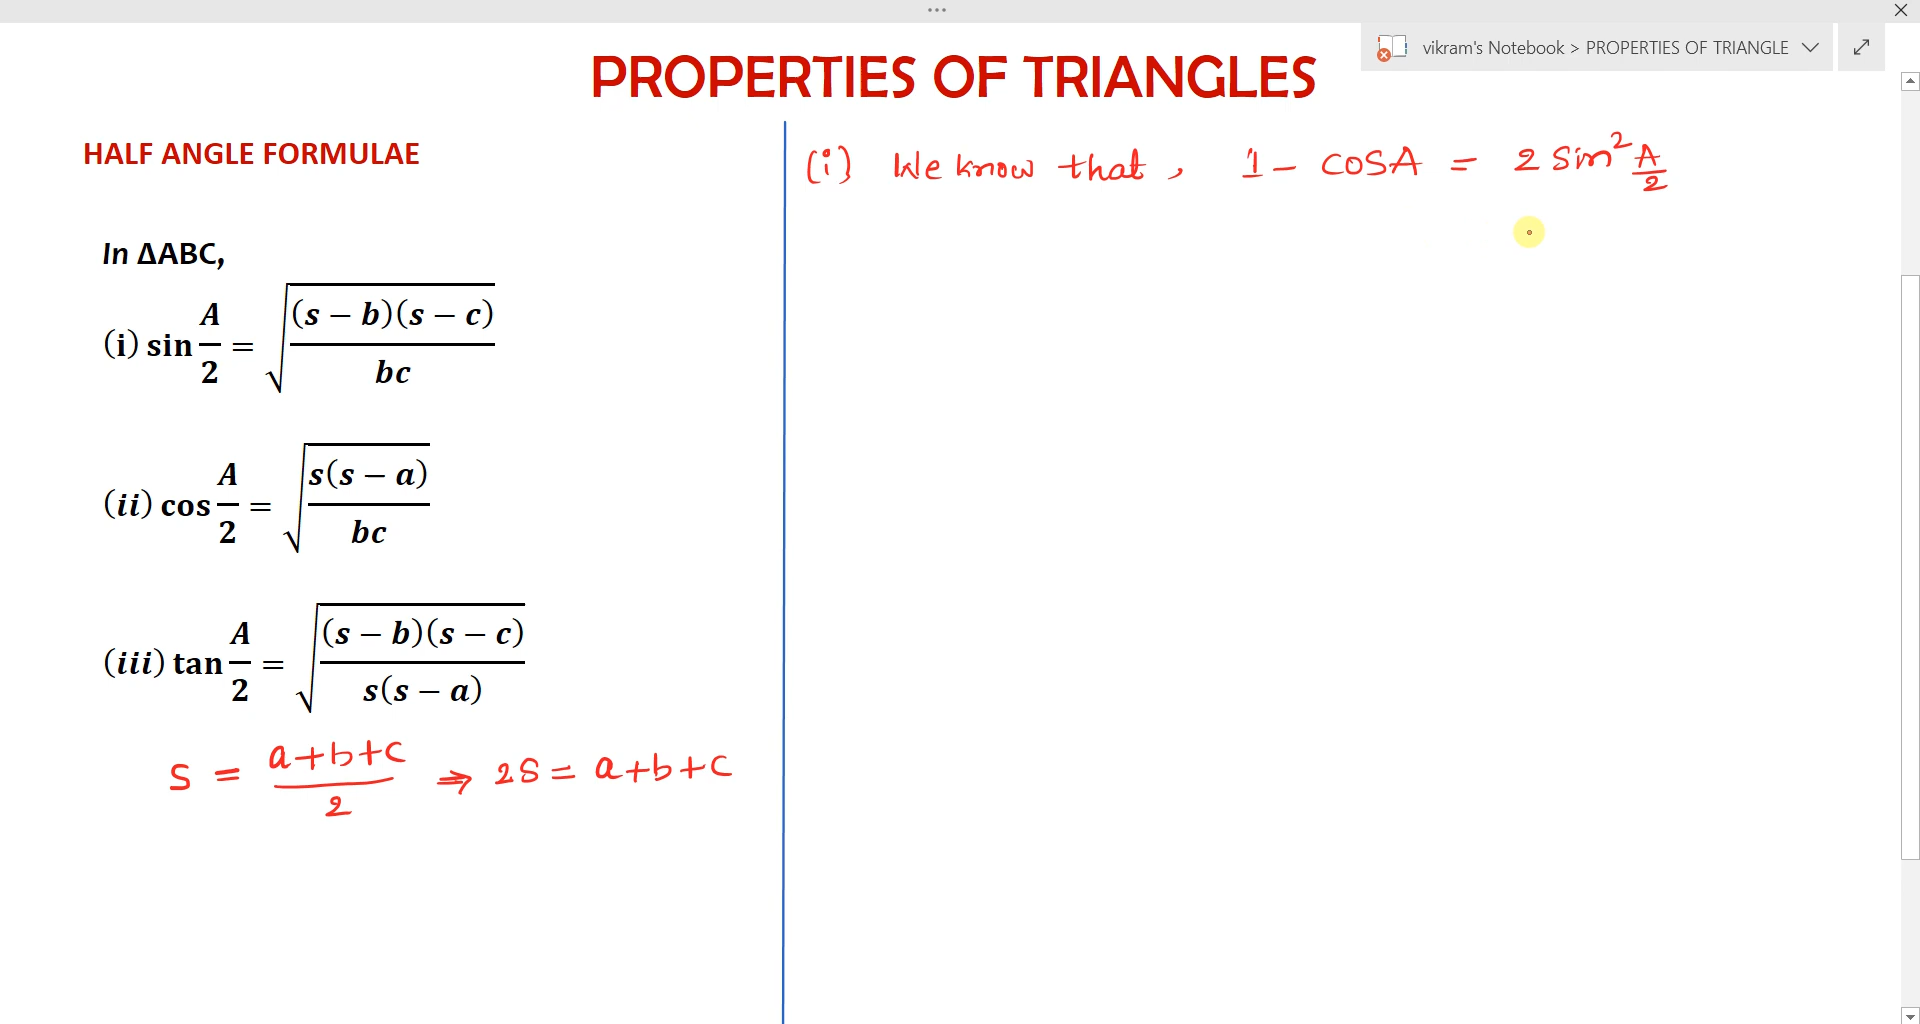 vikram's Notebook > PROPERTIES OF TRIANGLE
PROPERTIES OF TRIANGLES
HALF ANGLE FORMULAE
In ΔABC,
(i) sin A/2 = √((s − b)(s − c)/bc)
(ii) cos A/2 = √(s(s − a)/bc)
(iii) tan A/2 = √((s − b)(s − c)/s(s − a))
S = a+b+c/2 ⇒ 2S = a+b+c
(i) We know that, 1 - cosA = 2 sin² A/2